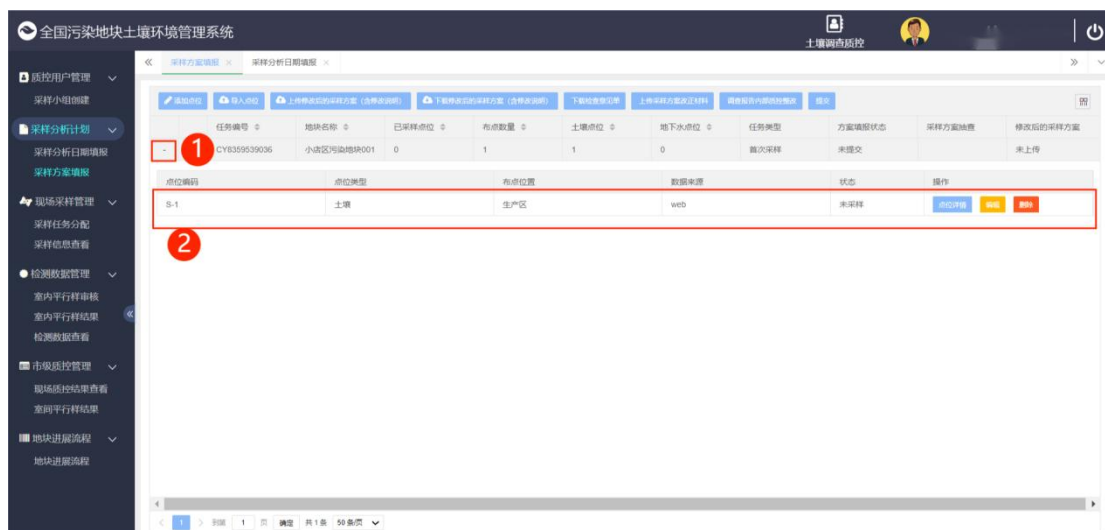 全国污染地块土壤环境管理系统
土壤调查质控
质控用户管理
采样小组创建
采样分析计划
采样分析日期填报
采样方案填报
现场采样管理
采样任务分配
采样信息查看
检测数据管理
室内平行样审核
室内平行样结果
检测数据查看
市级质控管理
现场质控结果查看
室间平行样结果
地块进展流程
地块进展流程
采样方案填报 × 采样分析日期填报 ×
添加点位 导入点位 上传修改后的采样方案（含修改说明） 下载修改后的采样方案（含修改说明） 下载检查意见单 上传采样方案改正材料 调查报告内部质控整改 提交
任务编号 地块名称 已采样点位 布点数量 土壤点位 地下水点位 任务类型 方案填报状态 采样方案抽查 修改后的采样方案
- 1 CY8359539036 小店区污染地块001 0 1 1 0 首次采样 未提交 未上传
点位编码 点位类型 布点位置 数据来源 状态 操作
S-1 土壤 生产区 web 未采样 点位详情 编辑 删除
2
< 1 > 到第 1 页 确定 共 1 条 50 条/页